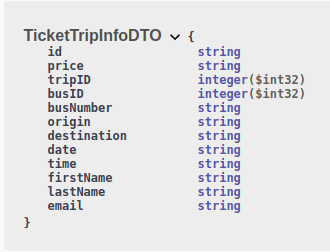 TicketTripInfoDTO {
id string
price string
tripID integer($int32)
busID integer($int32)
busNumber string
origin string
destination string
date string
time string
firstName string
lastName string
email string
}